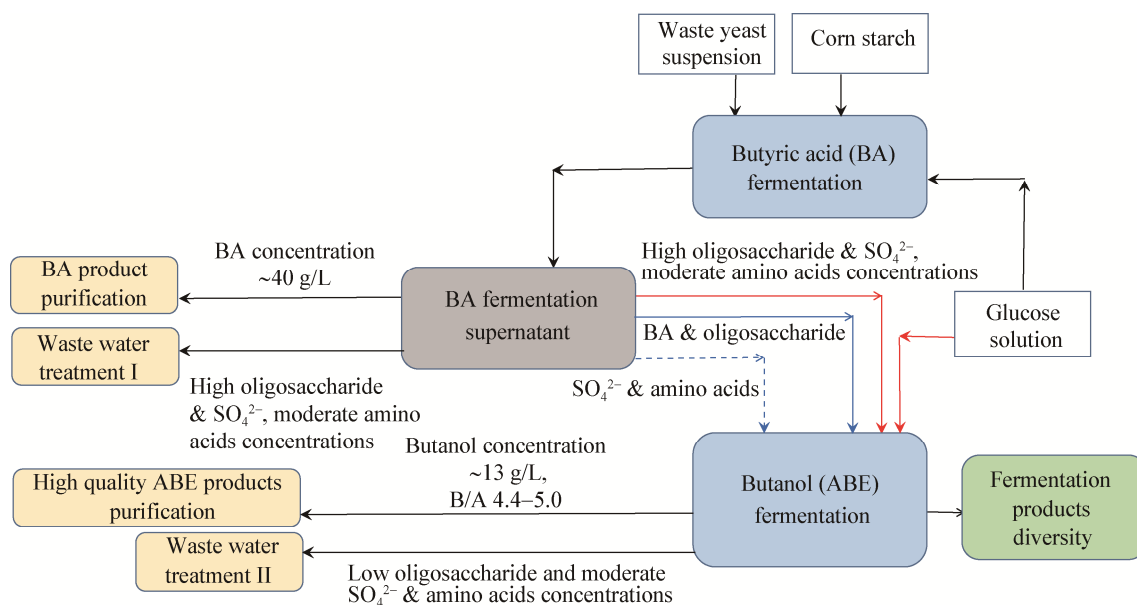 Waste yeast
suspension
Corn starch
Butyric acid (BA)
fermentation
BA concentration
~40 g/L
High oligosaccharide & SO₄²⁻,
moderate amino acids concentrations
BA product
purification
BA fermentation
supernatant
Glucose
solution
BA & oligosaccharide
Waste water
treatment I
SO₄²⁻ & amino acids
High oligosaccharide
& SO₄²⁻, moderate amino
acids concentrations
Butanol concentration
~13 g/L,
B/A 4.4–5.0
High quality ABE products
purification
Butanol (ABE)
fermentation
Fermentation
products
diversity
Waste water
treatment II
Low oligosaccharide and moderate
SO₄²⁻ & amino acids concentrations